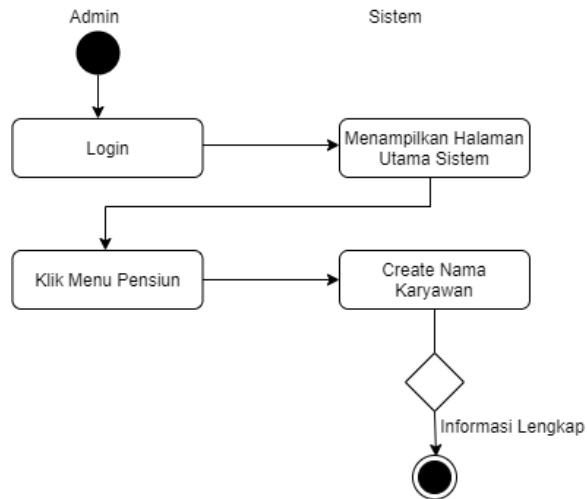 Admin
Sistem
Login
Menampilkan Halaman
Utama Sistem
Klik Menu Pensiun
Create Nama
Karyawan
Informasi Lengkap